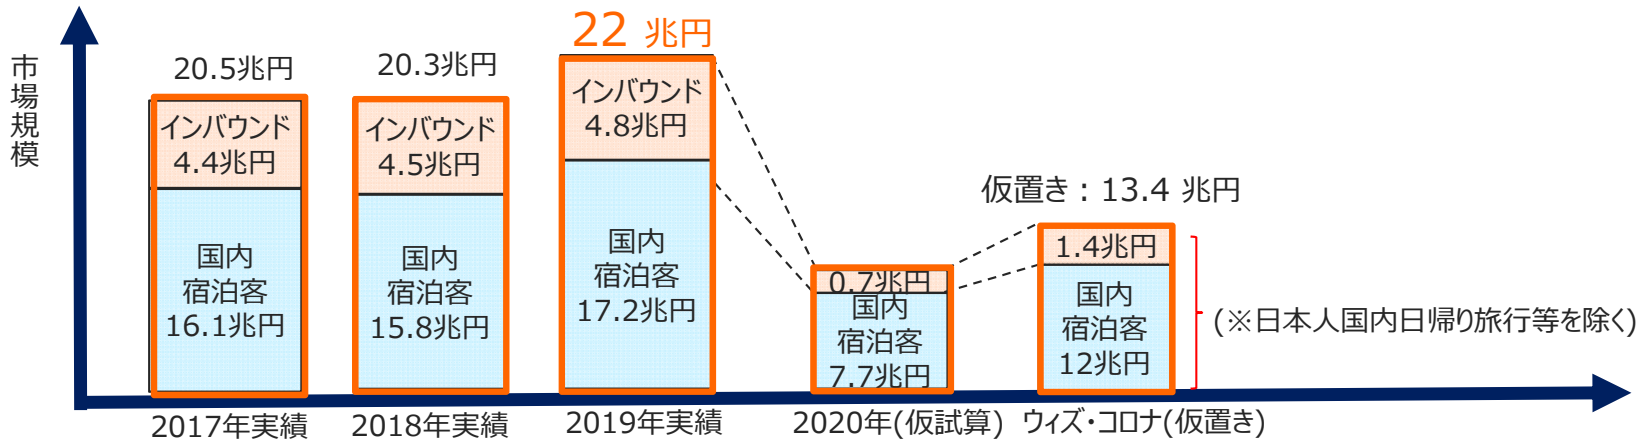 市場規模
20.5兆円
インバウンド
4.4兆円
国内
宿泊客
16.1兆円
2017年実績
20.3兆円
インバウンド
4.5兆円
国内
宿泊客
15.8兆円
2018年実績
22 兆円
インバウンド
4.8兆円
国内
宿泊客
17.2兆円
2019年実績
0.7兆円
国内
宿泊客
7.7兆円
2020年(仮試算)
仮置き：13.4 兆円
1.4兆円
国内
宿泊客
12兆円
ウィズ・コロナ(仮置き)
(※日本人国内日帰り旅行等を除く)